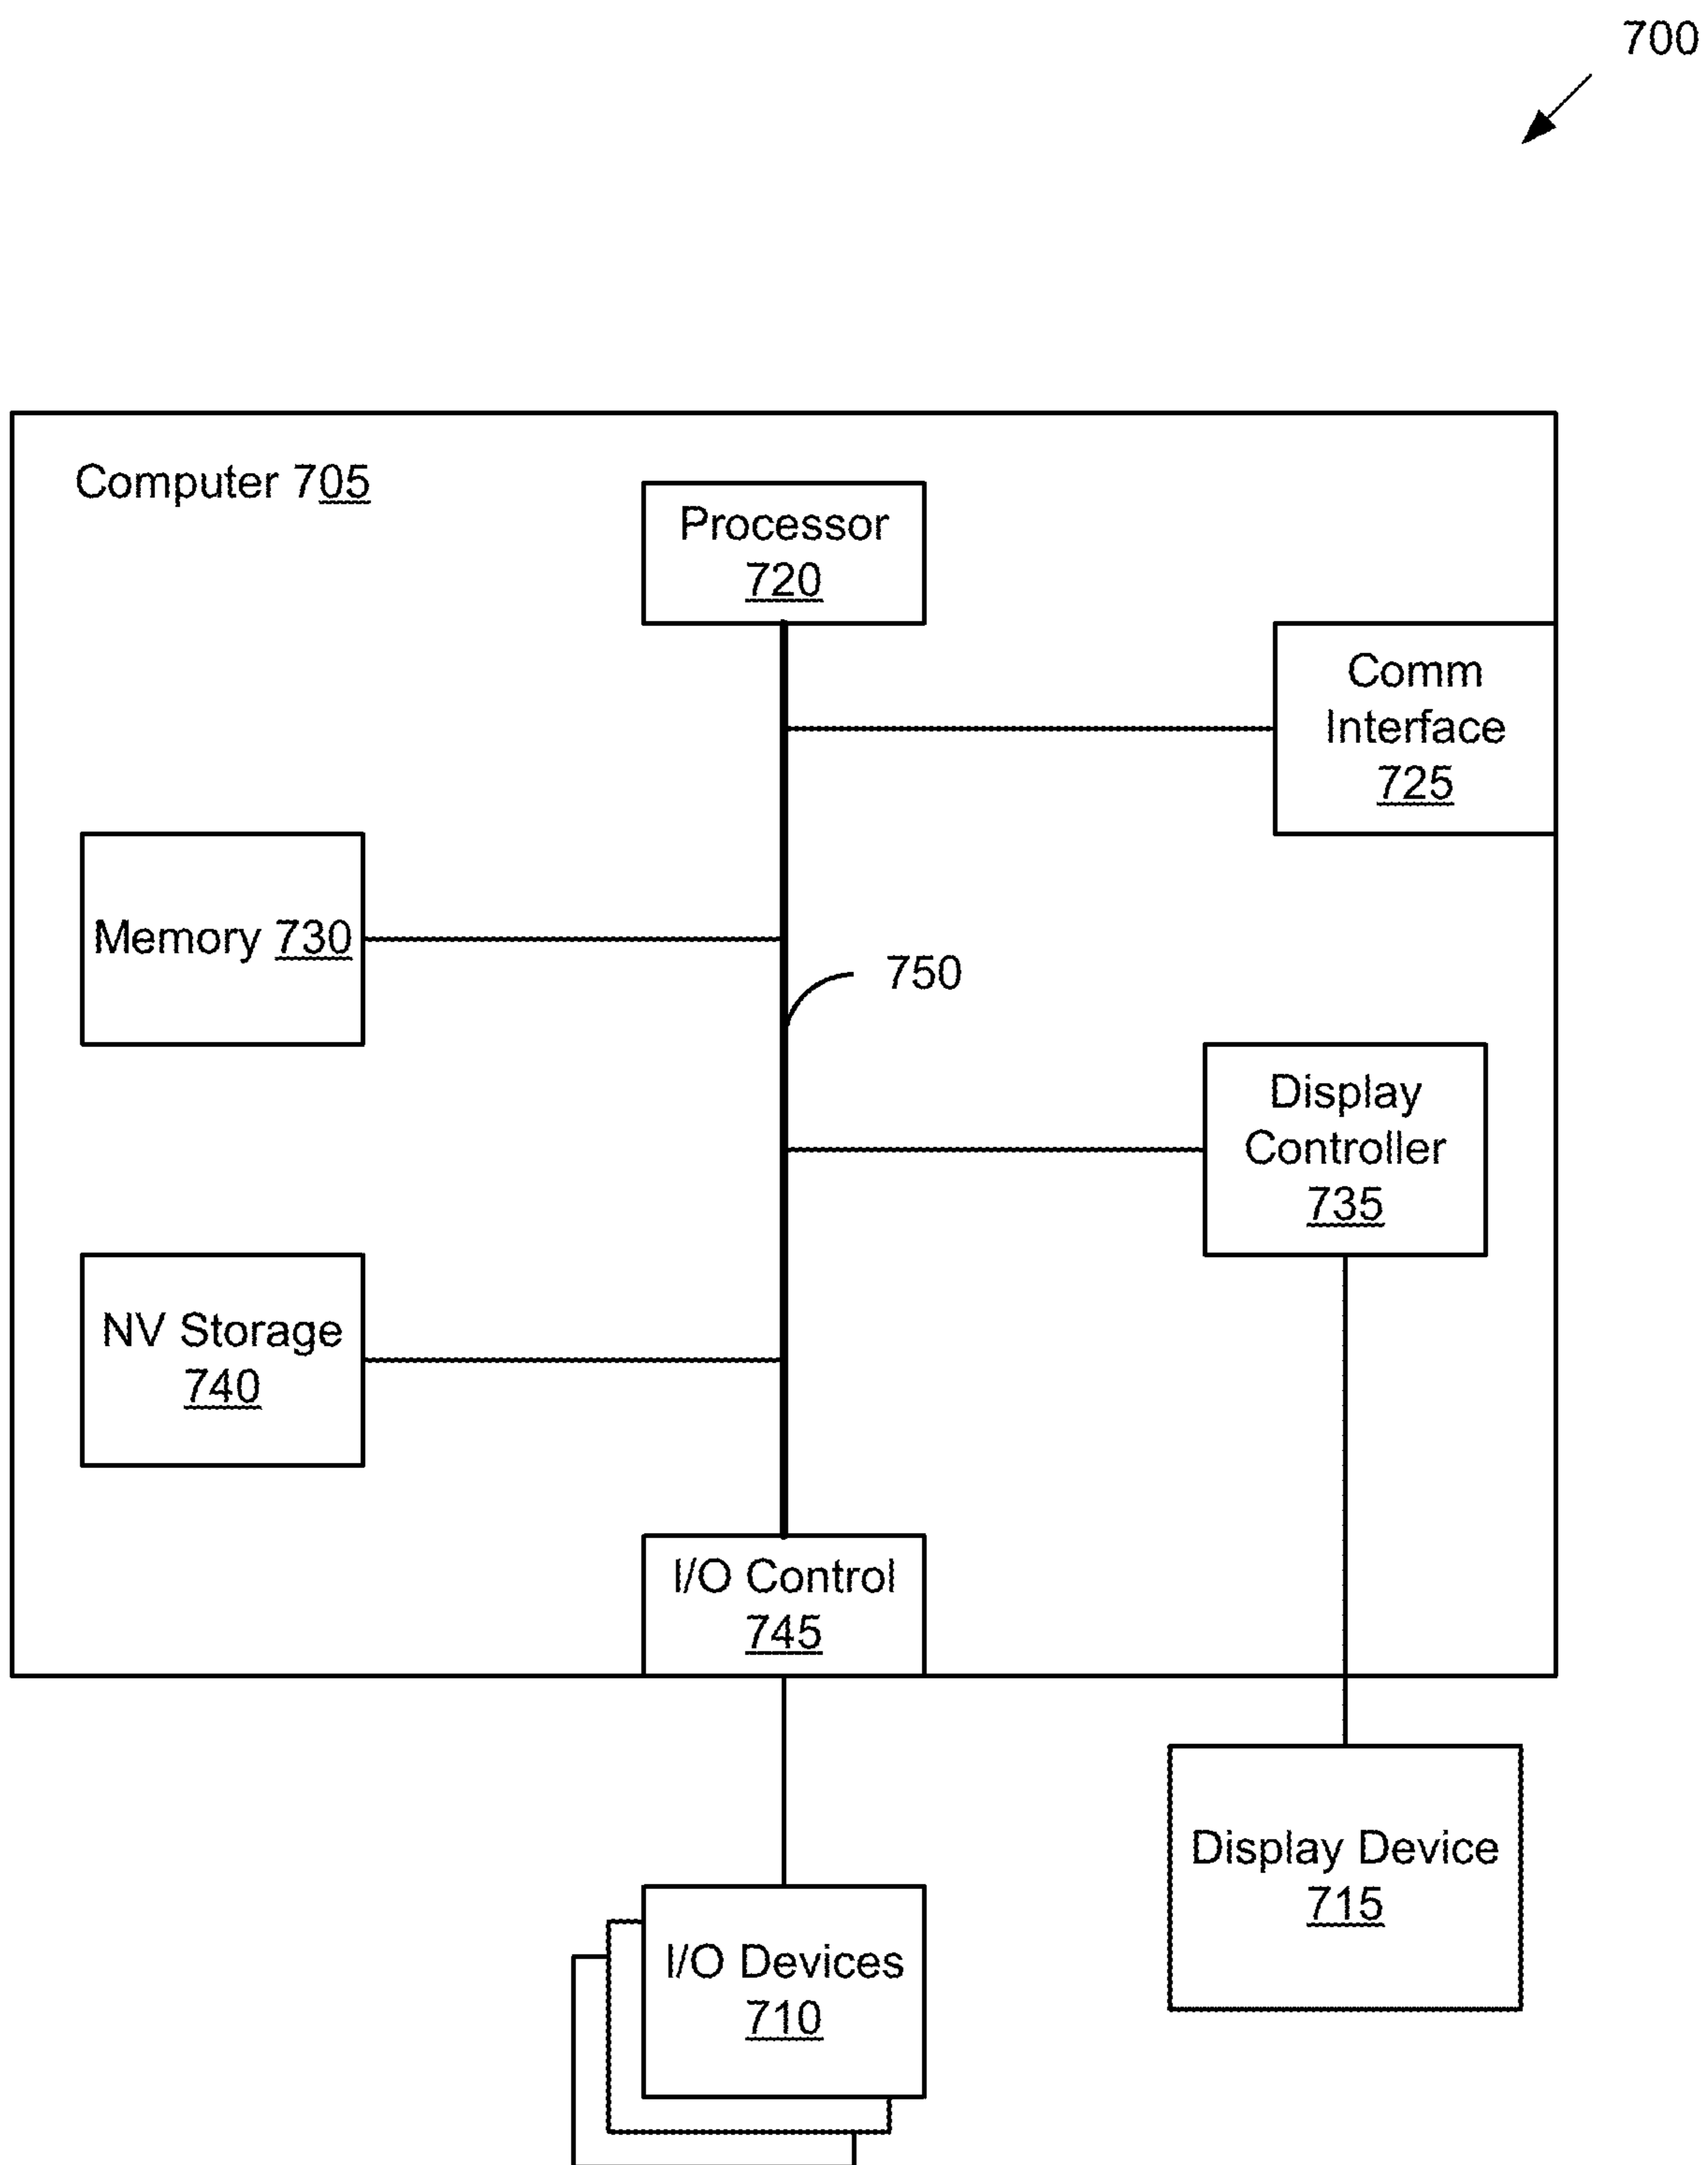 700
Computer 705
Processor
720
Comm
Interface
725
Memory 730
750
Display
Controller
735
NV Storage
740
I/O Control
745
Display Device
715
I/O Devices
710